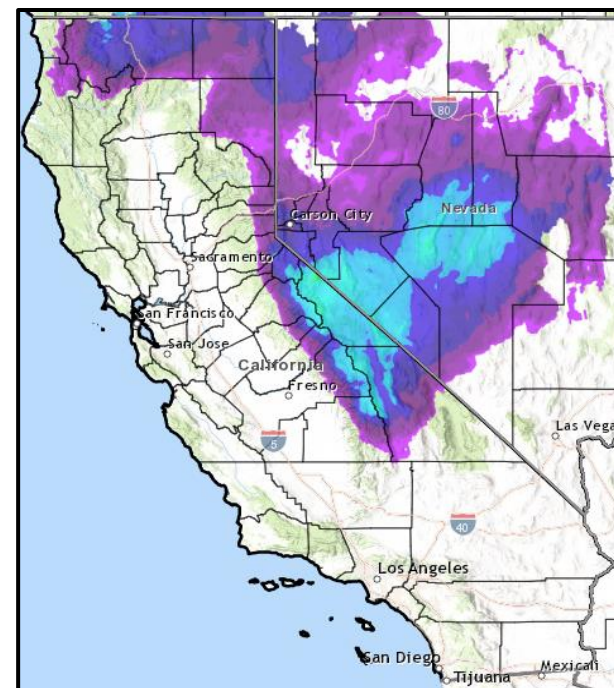 80
Nevada
Carson City
Sacramento
San Francisco
San Jose
California
Fresno
5
Las Vega
40
Los Angeles
San Diego
Tijuana
Mexicali